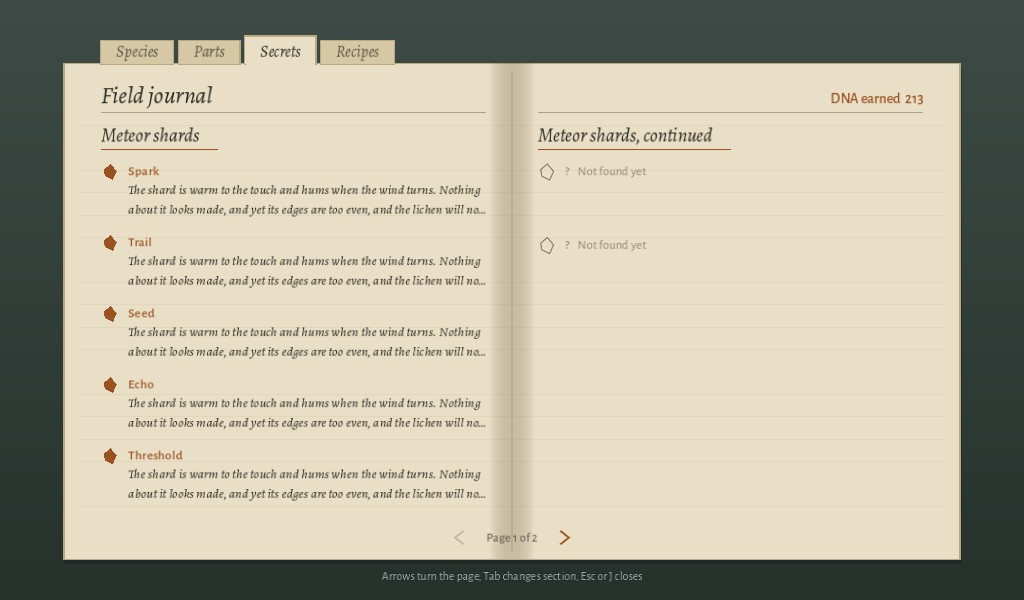 Species
Parts
Secrets
Recipes
Field journal
DNA earned 213
Meteor shards
Spark
The shard is warm to the touch and hums when the wind turns. Nothing
about it looks made, and yet its edges are too even, and the lichen will no...
Trail
The shard is warm to the touch and hums when the wind turns. Nothing
about it looks made, and yet its edges are too even, and the lichen will no...
Seed
The shard is warm to the touch and hums when the wind turns. Nothing
about it looks made, and yet its edges are too even, and the lichen will no...
Echo
The shard is warm to the touch and hums when the wind turns. Nothing
about it looks made, and yet its edges are too even, and the lichen will no...
Threshold
The shard is warm to the touch and hums when the wind turns. Nothing
about it looks made, and yet its edges are too even, and the lichen will no...
Meteor shards, continued
? Not found yet
? Not found yet
Page 1 of 2
Arrows turn the page, Tab changes section, Esc or J closes